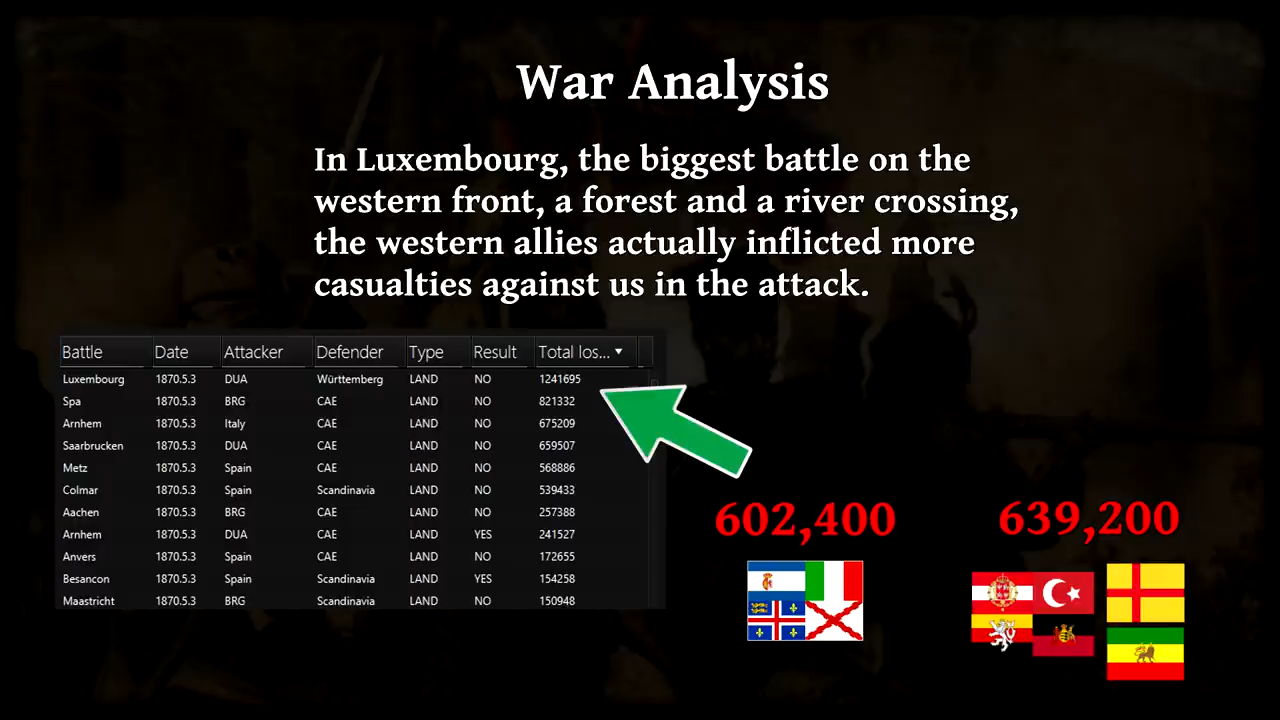 War Analysis
In Luxembourg, the biggest battle on the
western front, a forest and a river crossing,
the western allies actually inflicted more
casualties against us in the attack.
Battle Date Attacker Defender Type Result Total los...
Luxembourg 1870.5.3 DUA Württemberg LAND NO 1241695
Spa 1870.5.3 BRG CAE LAND NO 821332
Arnhem 1870.5.3 Italy CAE LAND NO 675209
Saarbrucken 1870.5.3 DUA CAE LAND NO 659507
Metz 1870.5.3 Spain CAE LAND NO 568886
Colmar 1870.5.3 Spain Scandinavia LAND NO 539433
Aachen 1870.5.3 BRG CAE LAND NO 257388
Arnhem 1870.5.3 DUA CAE LAND YES 241527
Anvers 1870.5.3 Spain CAE LAND NO 172655
Besancon 1870.5.3 Spain Scandinavia LAND YES 154258
Maastricht 1870.5.3 BRG Scandinavia LAND NO 150948
602,400 639,200